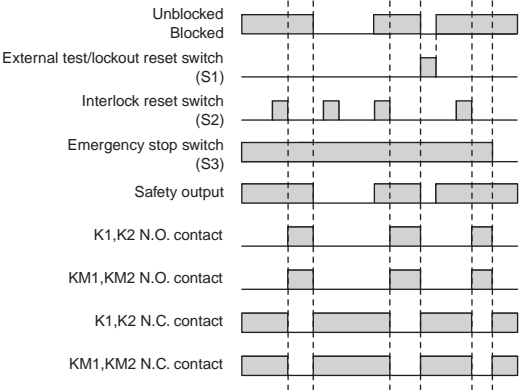 Unblocked
Blocked
External test/lockout reset switch
(S1)
Interlock reset switch
(S2)
Emergency stop switch
(S3)
Safety output
K1,K2 N.O. contact
KM1,KM2 N.O. contact
K1,K2 N.C. contact
KM1,KM2 N.C. contact